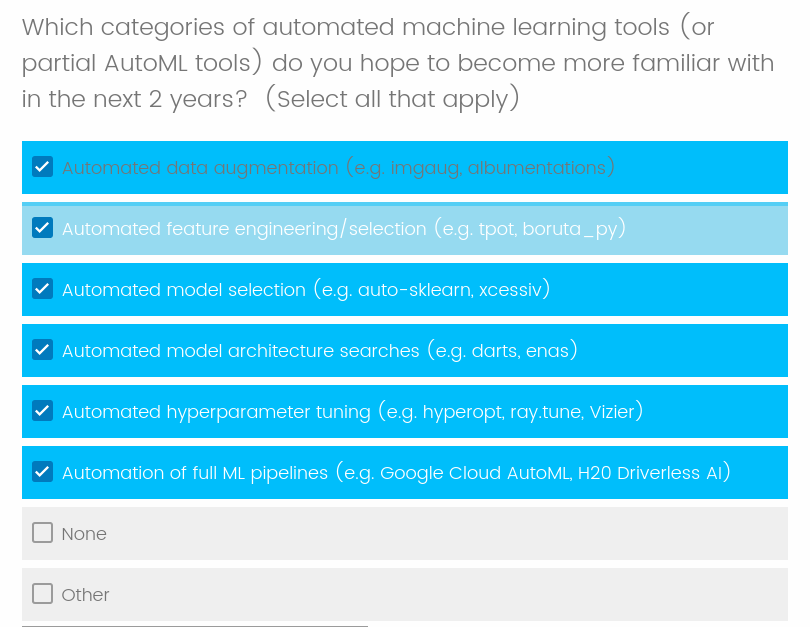 Which categories of automated machine learning tools (or
partial AutoML tools) do you hope to become more familiar with
in the next 2 years? (Select all that apply)
Automated data augmentation (e.g. imgaug, albumentations)
Automated feature engineering/selection (e.g. tpot, boruta_py)
Automated model selection (e.g. auto-sklearn, xcessiv)
Automated model architecture searches (e.g. darts, enas)
Automated hyperparameter tuning (e.g. hyperopt, ray.tune, Vizier)
Automation of full ML pipelines (e.g. Google Cloud AutoML, H20 Driverless AI)
None
Other